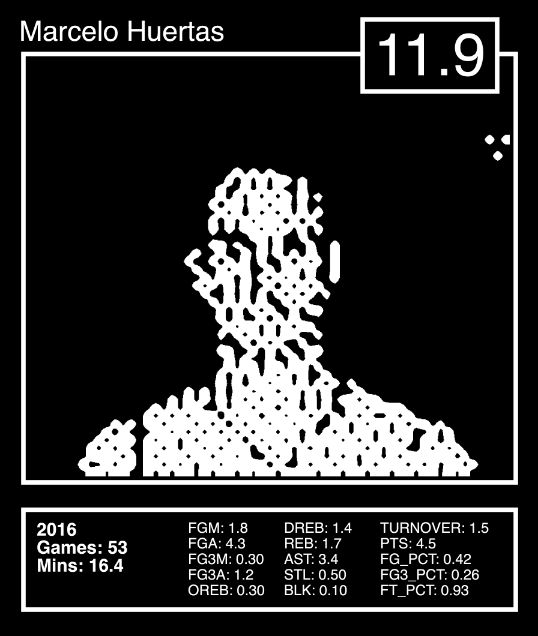 Marcelo Huertas
11.9
2016
Games: 53
Mins: 16.4
FGM: 1.8
FGA: 4.3
FG3M: 0.30
FG3A: 1.2
OREB: 0.30
DREB: 1.4
REB: 1.7
AST: 3.4
STL: 0.50
BLK: 0.10
TURNOVER: 1.5
PTS: 4.5
FG_PCT: 0.42
FG3_PCT: 0.26
FT_PCT: 0.93